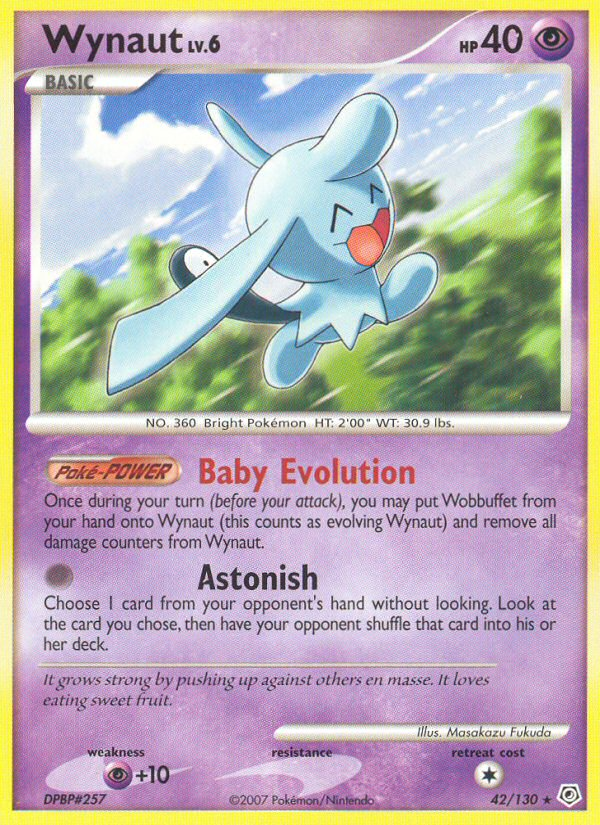 Wynaut LV.6 HP 40
BASIC
NO. 360 Bright Pokémon HT: 2'00" WT: 30.9 lbs.
Poké-POWER Baby Evolution
Once during your turn (before your attack), you may put Wobbuffet from
your hand onto Wynaut (this counts as evolving Wynaut) and remove all
damage counters from Wynaut.
Astonish
Choose 1 card from your opponent's hand without looking. Look at
the card you chose, then have your opponent shuffle that card into his or
her deck.
It grows strong by pushing up against others en masse. It loves
eating sweet fruit.
Illus. Masakazu Fukuda
weakness resistance retreat cost
+10
DPBP#257 ©2007 Pokémon/Nintendo 42/130 ★